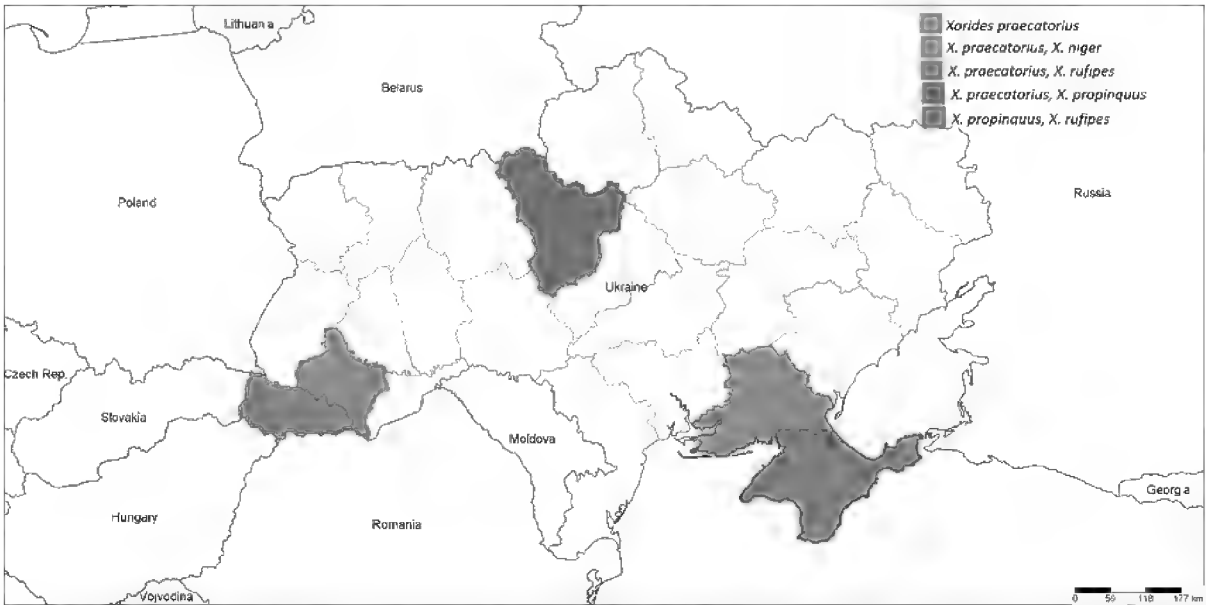 Xorides praecatorius
X. praecatorius, X. niger
X. praecatorius, X. rufipes
X. praecatorius, X. propinquus
X. propinquus, X. rufipes
Lithuania
Belarus
Poland
Russia
Ukraine
Czech Rep.
Slovakia
Moldova
Hungary
Romania
Georgia
Vojvodina
0 59 118 177 km